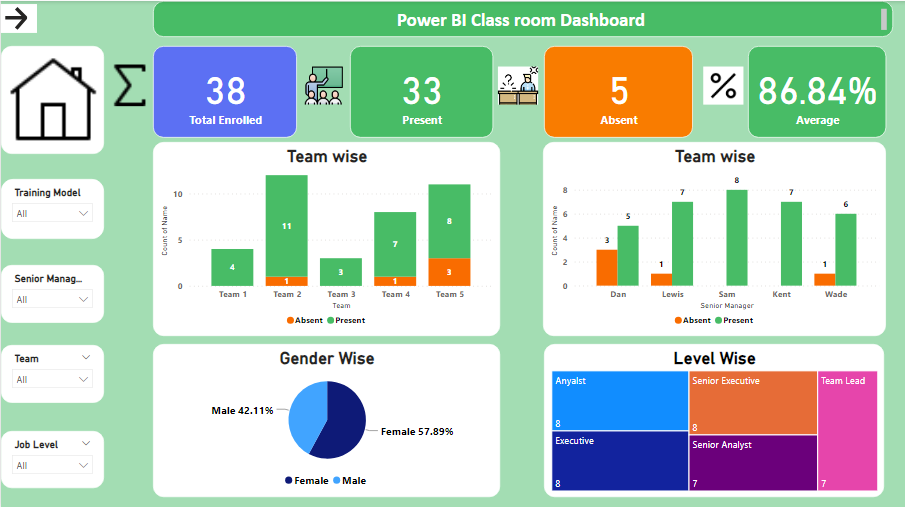 Power BI Class room Dashboard
38
Total Enrolled
33
Present
5
Absent
%
86.84%
Average
Training Model
All
Senior Manag...
All
Team
All
Job Level
All
Team wise
Count of Name
10
5
0
4
11
1
3
7
1
8
3
Team 1 Team 2 Team 3 Team 4 Team 5
Team
Absent Present
Team wise
Count of Name
8
6
4
2
0
3 5 1 7 8 7 1 6
Dan Lewis Sam Kent Wade
Senior Manager
Absent Present
Gender Wise
Male 42.11%
Female 57.89%
Female Male
Level Wise
Anyalst
8
Executive
8
Senior Executive
8
Senior Analyst
7
Team Lead
7